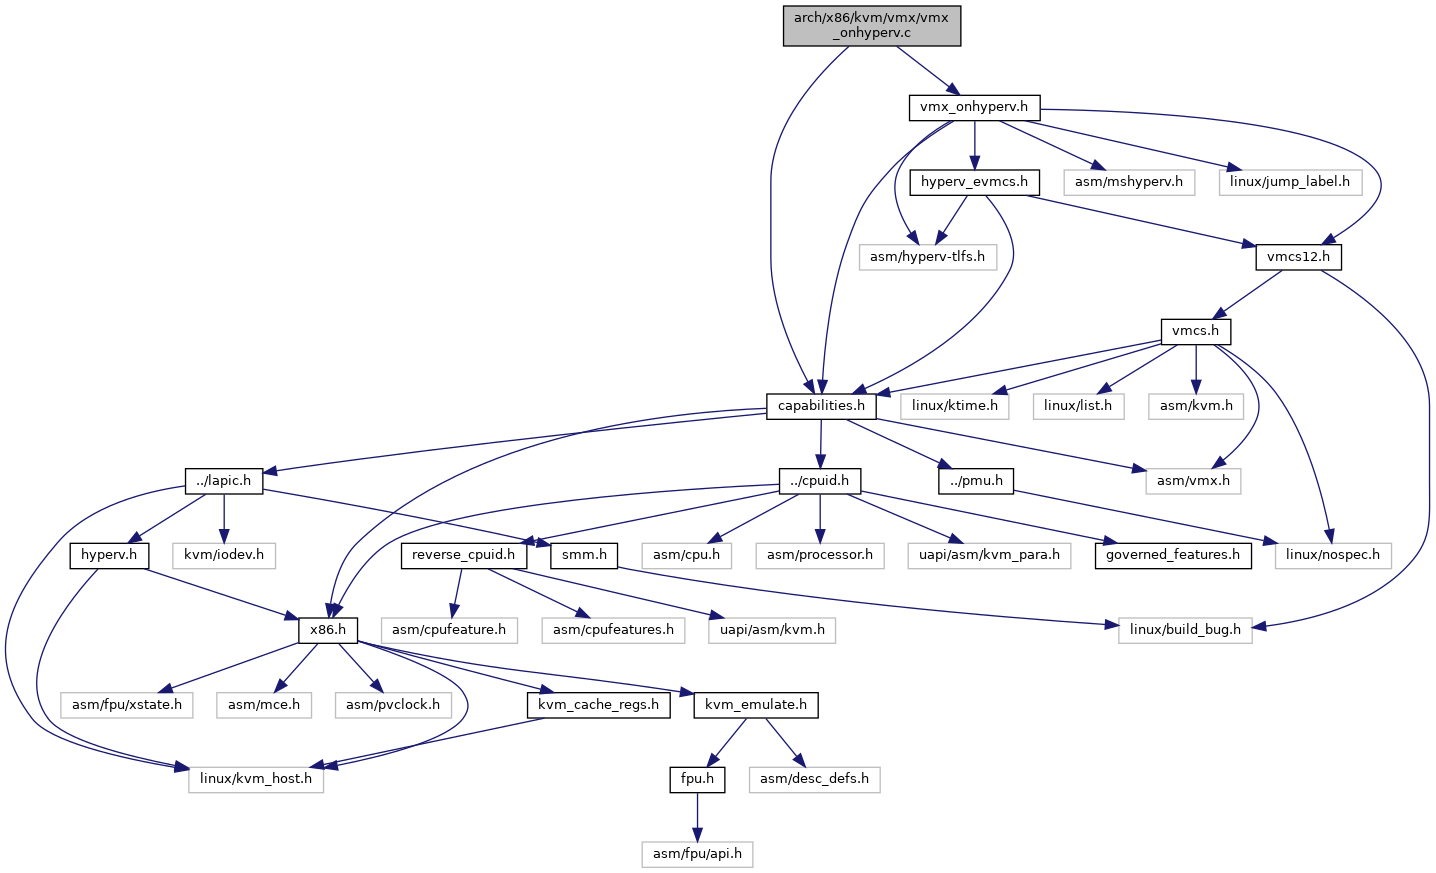 arch/x86/kvm/vmx/vmx
_onhyperv.c
vmx_onhyperv.h
hyperv_evmcs.h
asm/mshyperv.h
linux/jump_label.h
asm/hyperv-tlfs.h
vmcs12.h
vmcs.h
capabilities.h
linux/ktime.h
linux/list.h
asm/kvm.h
../lapic.h
../cpuid.h
../pmu.h
asm/vmx.h
hyperv.h
kvm/iodev.h
reverse_cpuid.h
smm.h
asm/cpu.h
asm/processor.h
uapi/asm/kvm_para.h
governed_features.h
linux/nospec.h
x86.h
asm/cpufeature.h
asm/cpufeatures.h
uapi/asm/kvm.h
linux/build_bug.h
asm/fpu/xstate.h
asm/mce.h
asm/pvclock.h
kvm_cache_regs.h
kvm_emulate.h
linux/kvm_host.h
fpu.h
asm/desc_defs.h
asm/fpu/api.h